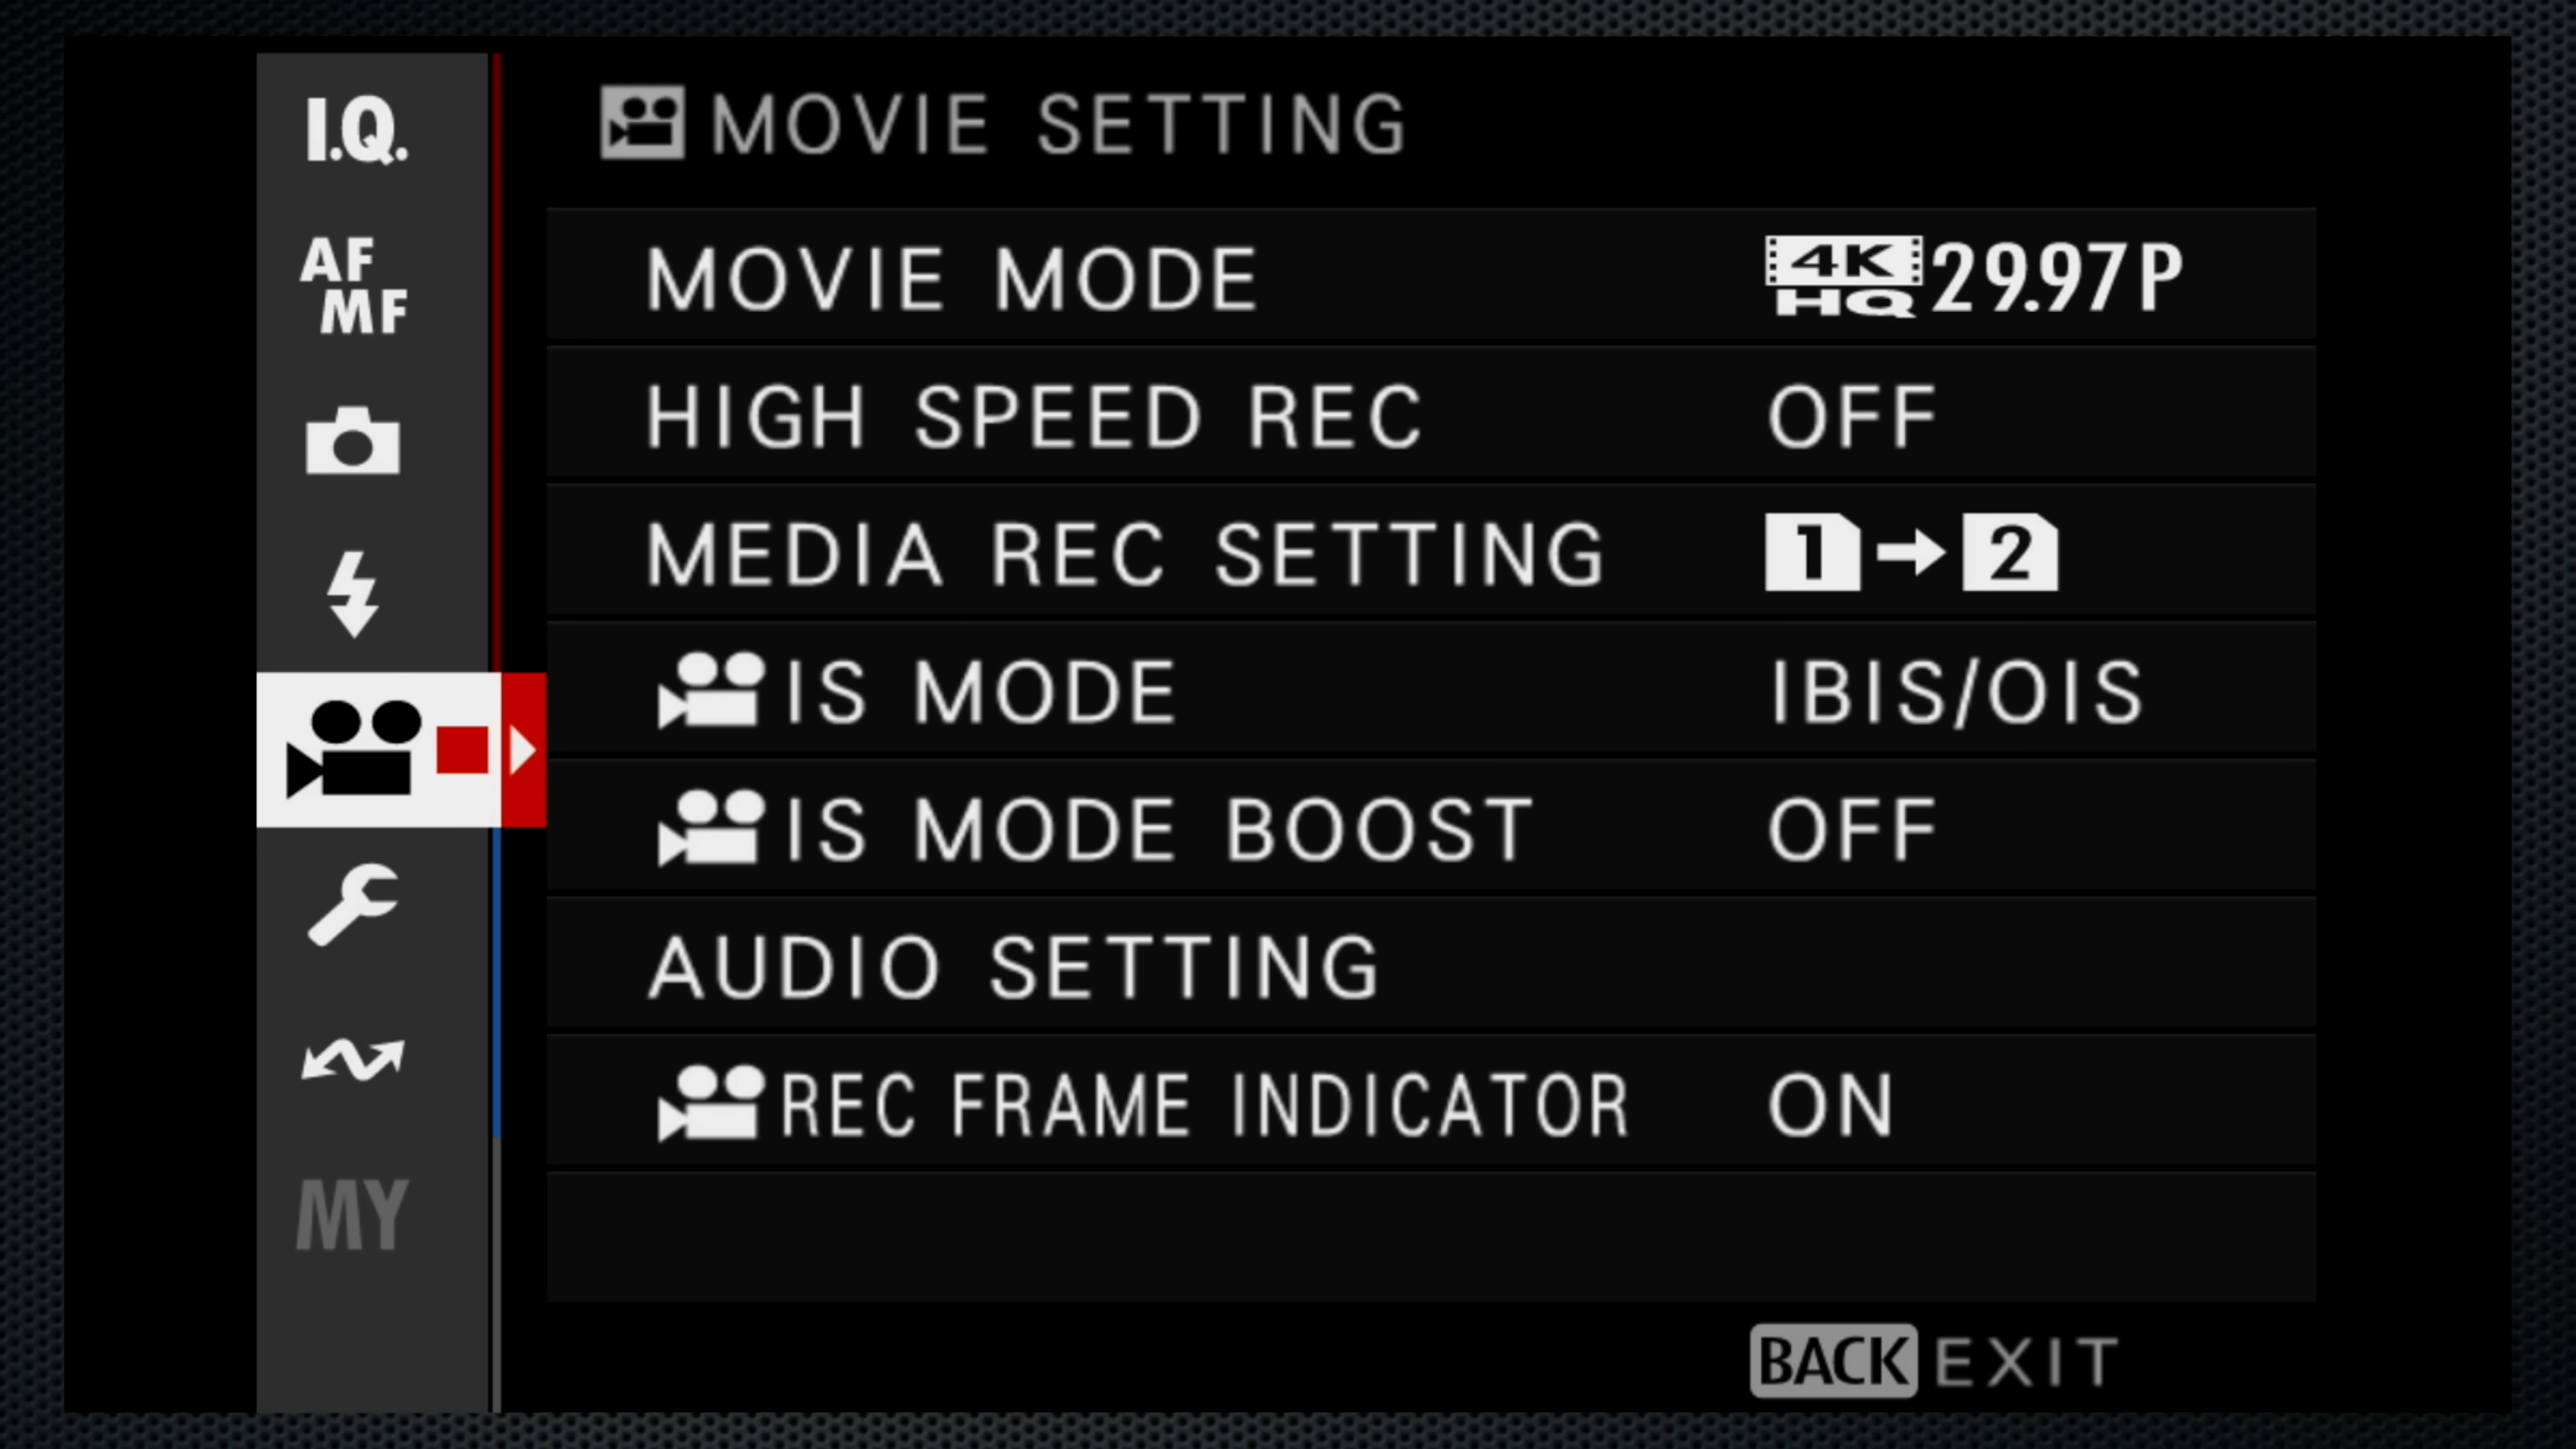 I.Q.
AF
MF
MY
MOVIE SETTING
MOVIE MODE 4K HQ 29.97P
HIGH SPEED REC OFF
MEDIA REC SETTING 1→2
IS MODE IBIS/OIS
IS MODE BOOST OFF
AUDIO SETTING
REC FRAME INDICATOR ON
BACK EXIT